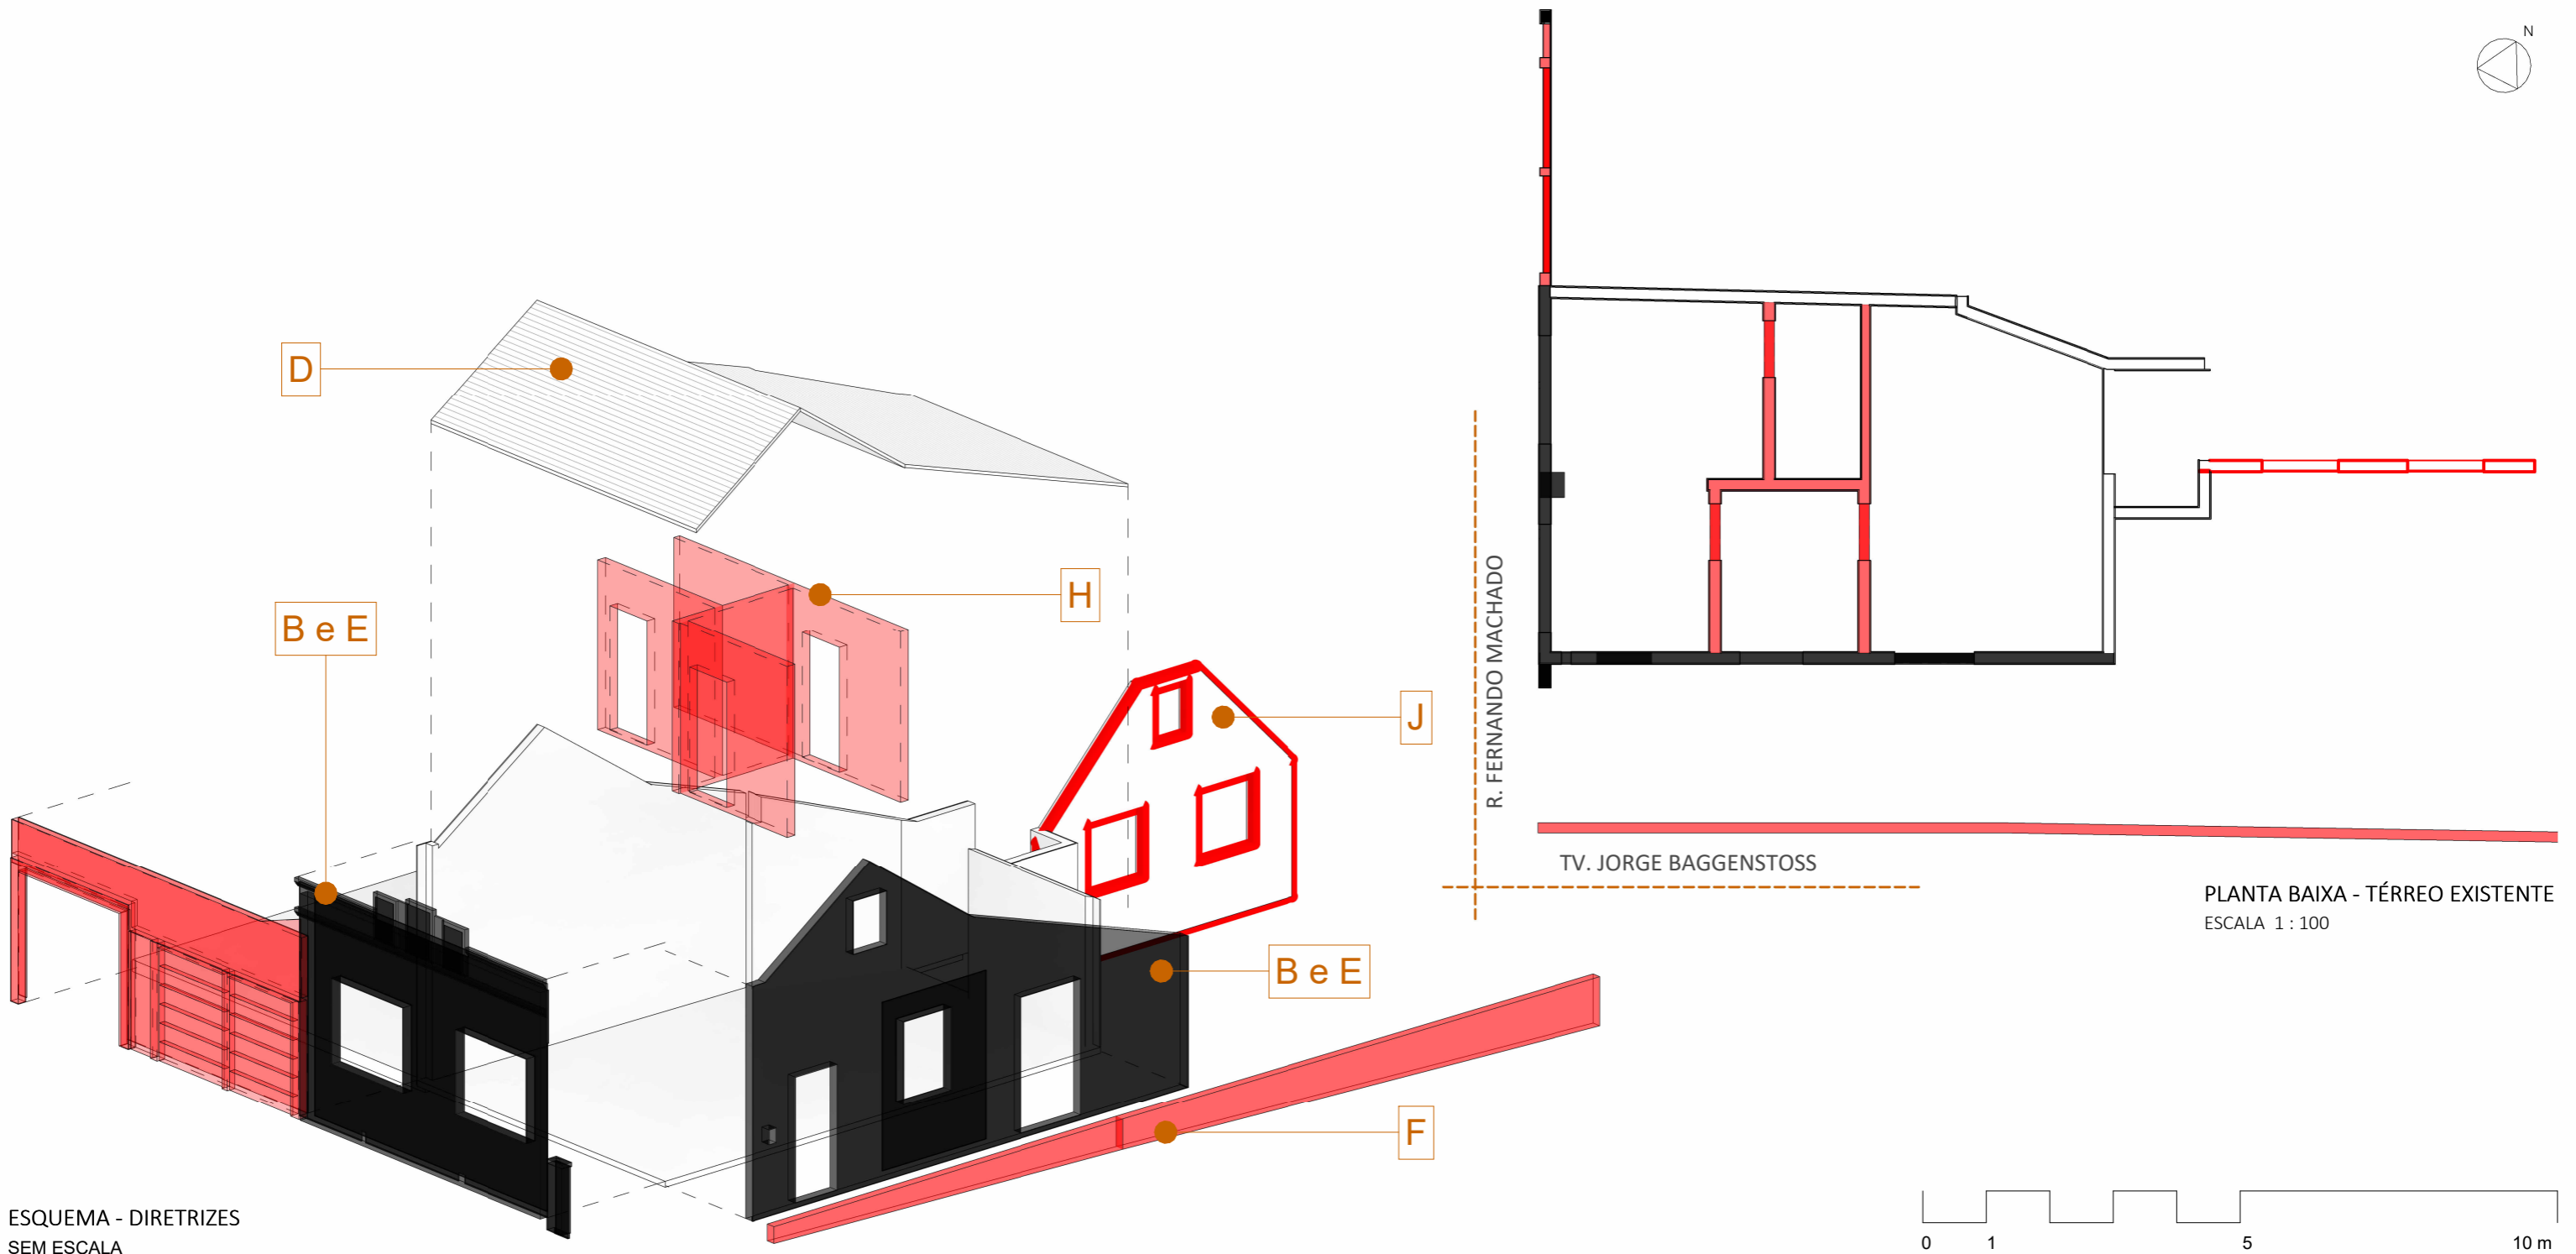 N
D
H
B e E
J
R. FERNANDO MACHADO
TV. JORGE BAGGENSTOSS
PLANTA BAIXA - TÉRREO EXISTENTE
ESCALA 1 : 100
B e E
F
ESQUEMA - DIRETRIZES
SEM ESCALA
0 1 5 10 m